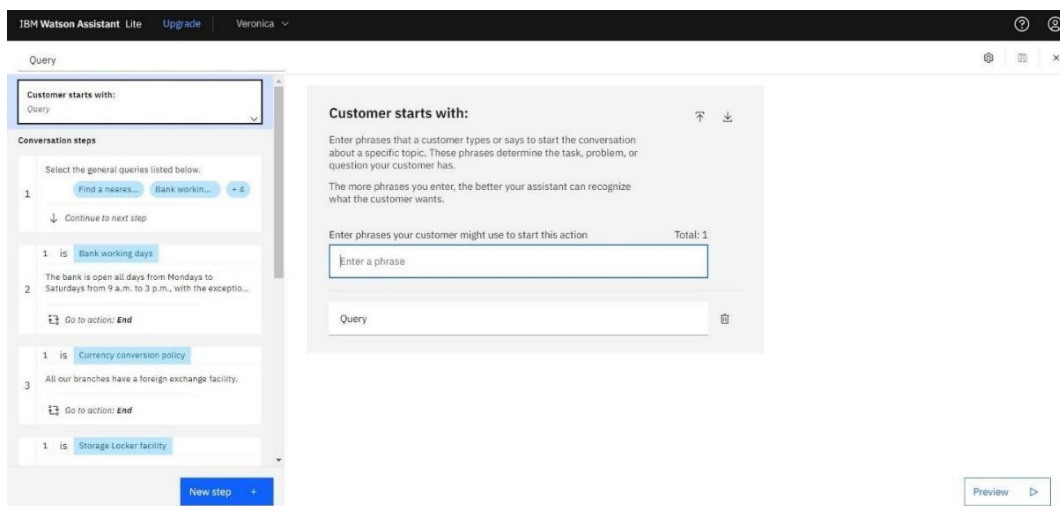 IBM Watson Assistant Lite Upgrade Veronica
Query
Customer starts with:
Query
Conversation steps
1
Select the general queries listed below.
Find a neares... Bank workin... + 4
Continue to next step
2
1 is Bank working days
The bank is open all days from Mondays to
Saturdays from 9 a.m. to 3 p.m., with the exceptio...
Go to action: End
3
1 is Currency conversion policy
All our branches have a foreign exchange facility.
Go to action: End
1 is Storage Locker facility
New step +
Customer starts with:
Enter phrases that a customer types or says to start the conversation
about a specific topic. These phrases determine the task, problem, or
question your customer has.
The more phrases you enter, the better your assistant can recognize
what the customer wants.
Enter phrases your customer might use to start this action Total: 1
Enter a phrase
Query
Preview